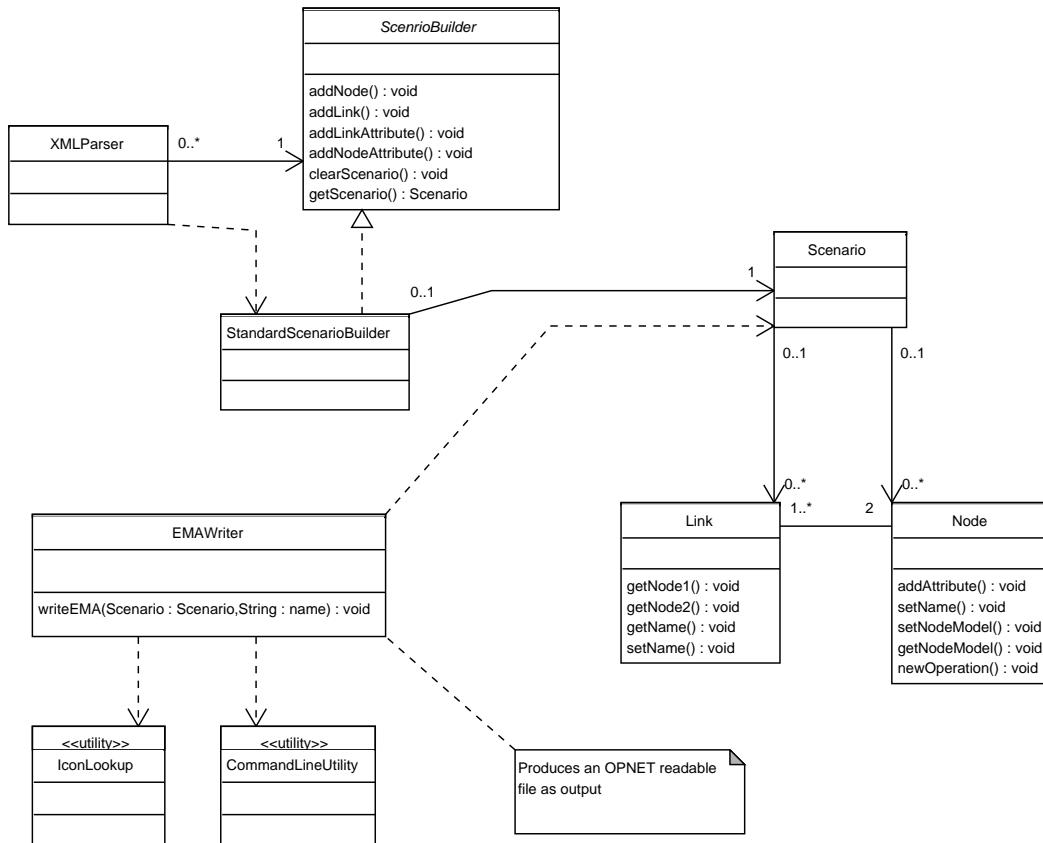 ScenrioBuilder
addNode() : void
addLink() : void
addLinkAttribute() : void
addNodeAttribute() : void
clearScenario() : void
getScenario() : Scenario
XMLParser
0..*
1
StandardScenarioBuilder
0..1
1
Scenario
0..1
0..1
0..*
0..*
1..*
2
Link
getNode1() : void
getNode2() : void
getName() : void
setName() : void
Node
addAttribute() : void
setName() : void
setNodeModel() : void
getNodeModel() : void
newOperation() : void
EMAWriter
writeEMA(Scenario : Scenario,String : name) : void
<<utility>>
IconLookup
<<utility>>
CommandLineUtility
Produces an OPNET readable
file as output